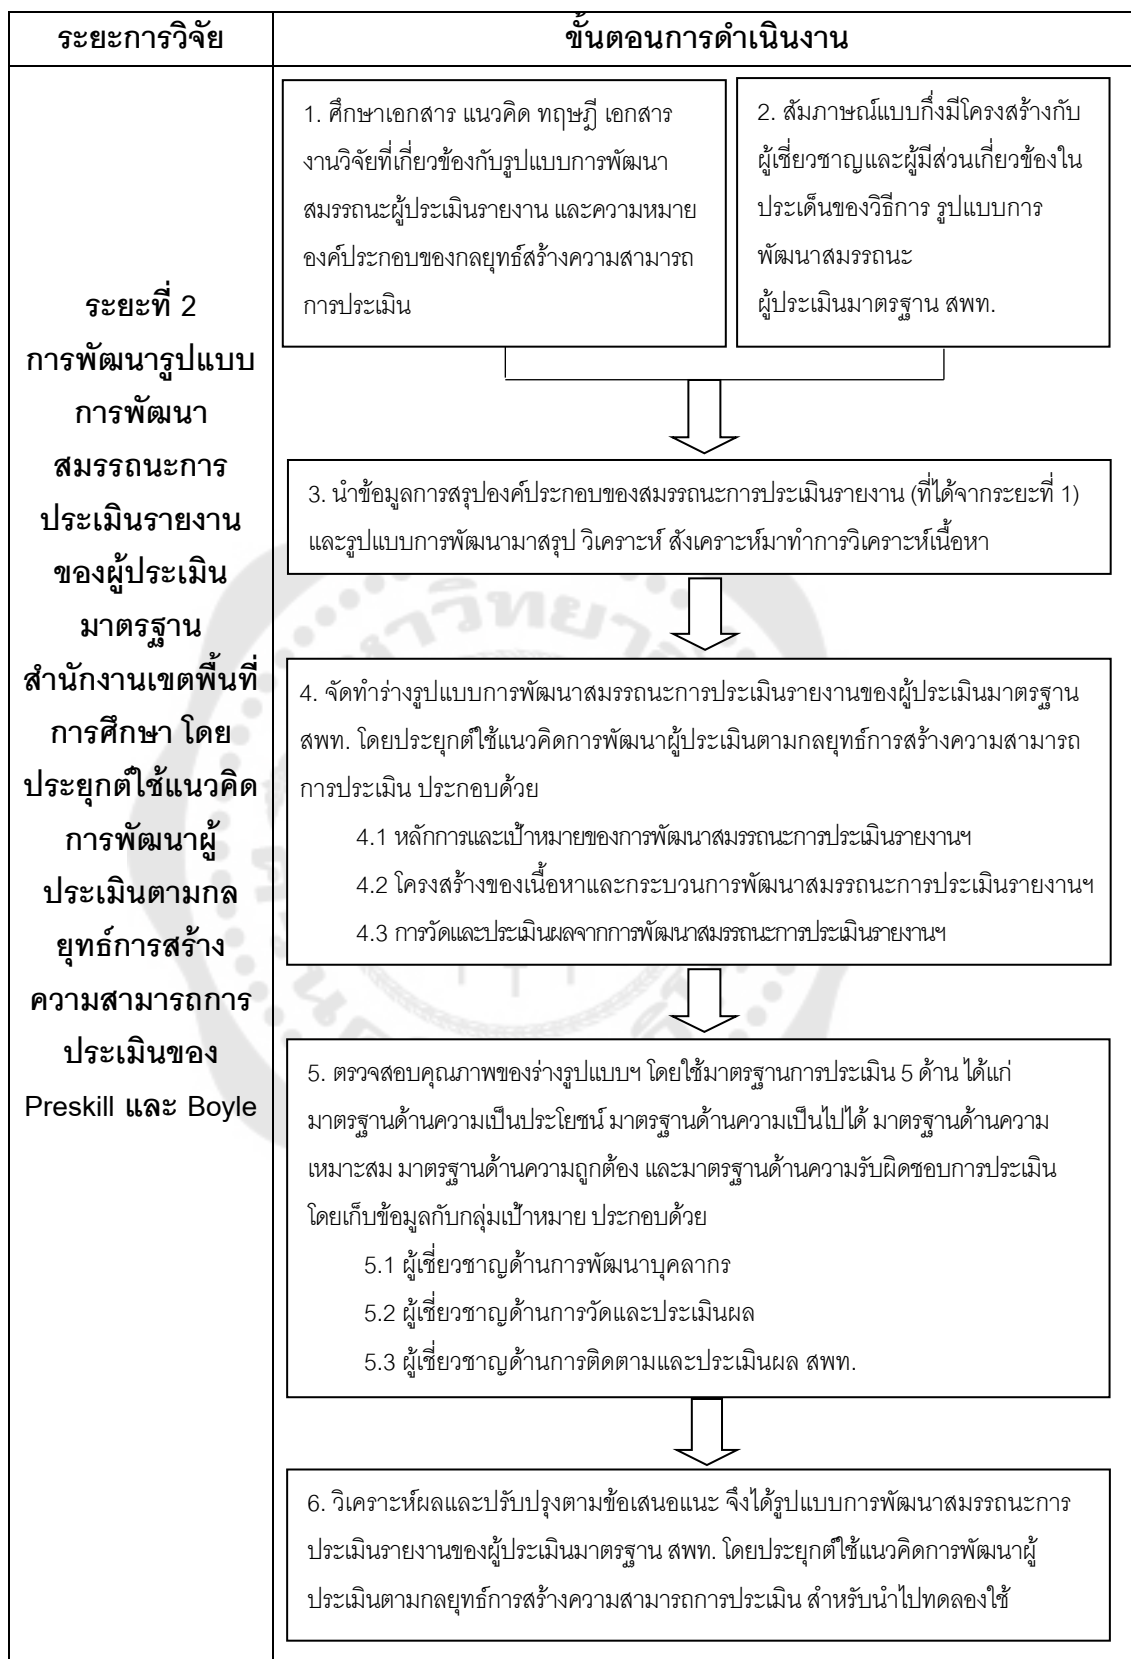 ระยะการวิจัย
ขั้นตอนการดำเนินงาน
ระยะที่ 2
การพัฒนารูปแบบ
การพัฒนา
สมรรถนะการ
ประเมินรายงาน
ของผู้ประเมิน
มาตรฐาน
สำนักงานเขตพื้นที่
การศึกษา โดย
ประยุกต์ใช้แนวคิด
การพัฒนาผู้
ประเมินตามกล
ยุทธ์การสร้าง
ความสามารถการ
ประเมินของ
Preskill และ Boyle
1. ศึกษาเอกสาร แนวคิด ทฤษฎี เอกสาร
งานวิจัยที่เกี่ยวข้องกับรูปแบบการพัฒนา
สมรรถนะผู้ประเมินรายงาน และความหมาย
องค์ประกอบของกลยุทธ์สร้างความสามารถ
การประเมิน
2. สัมภาษณ์แบบกึ่งมีโครงสร้างกับ
ผู้เชี่ยวชาญและผู้มีส่วนเกี่ยวข้องใน
ประเด็นของวิธีการ รูปแบบการ
พัฒนาสมรรถนะ
ผู้ประเมินมาตรฐาน สพท.
3. นำข้อมูลการสรุปองค์ประกอบของสมรรถนะการประเมินรายงาน (ที่ได้จากระยะที่ 1)
และรูปแบบการพัฒนามาสรุป วิเคราะห์ สังเคราะห์มาทำการวิเคราะห์เนื้อหา
4. จัดทำร่างรูปแบบการพัฒนาสมรรถนะการประเมินรายงานของผู้ประเมินมาตรฐาน
สพท. โดยประยุกต์ใช้แนวคิดการพัฒนาผู้ประเมินตามกลยุทธ์การสร้างความสามารถ
การประเมิน ประกอบด้วย
4.1 หลักการและเป้าหมายของการพัฒนาสมรรถนะการประเมินรายงานฯ
4.2 โครงสร้างของเนื้อหาและกระบวนการพัฒนาสมรรถนะการประเมินรายงานฯ
4.3 การวัดและประเมินผลจากการพัฒนาสมรรถนะการประเมินรายงานฯ
5. ตรวจสอบคุณภาพของร่างรูปแบบฯ โดยใช้มาตรฐานการประเมิน 5 ด้าน ได้แก่
มาตรฐานด้านความเป็นประโยชน์ มาตรฐานด้านความเป็นไปได้ มาตรฐานด้านความ
เหมาะสม มาตรฐานด้านความถูกต้อง และมาตรฐานด้านความรับผิดชอบการประเมิน
โดยเก็บข้อมูลกับกลุ่มเป้าหมาย ประกอบด้วย
5.1 ผู้เชี่ยวชาญด้านการพัฒนาบุคลากร
5.2 ผู้เชี่ยวชาญด้านการวัดและประเมินผล
5.3 ผู้เชี่ยวชาญด้านการติดตามและประเมินผล สพท.
6. วิเคราะห์ผลและปรับปรุงตามข้อเสนอแนะ จึงได้รูปแบบการพัฒนาสมรรถนะการ
ประเมินรายงานของผู้ประเมินมาตรฐาน สพท. โดยประยุกต์ใช้แนวคิดการพัฒนาผู้
ประเมินตามกลยุทธ์การสร้างความสามารถการประเมิน สำหรับนำไปทดลองใช้